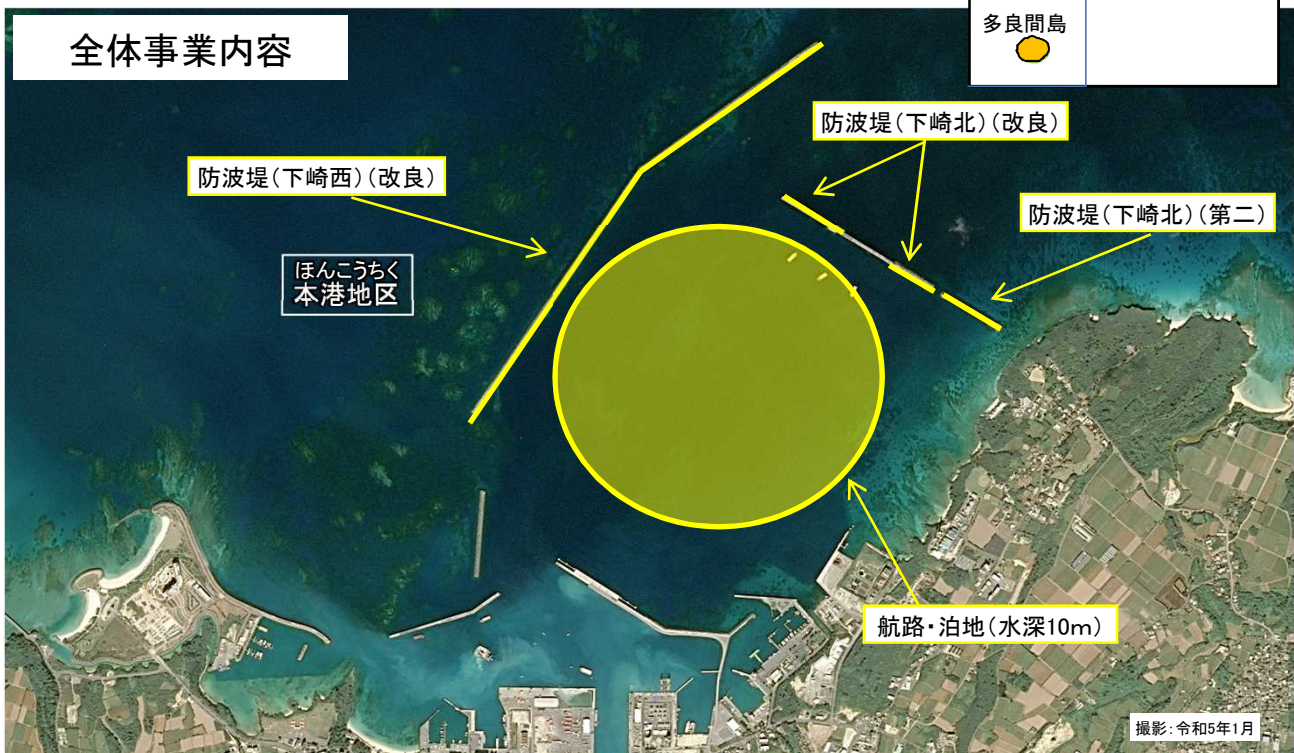 全体事業内容
多良間島
防波堤(下崎北)(改良)
防波堤(下崎西)(改良)
防波堤(下崎北)(第二)
ほんこうちく
本港地区
航路・泊地(水深10m)
撮影:令和5年1月